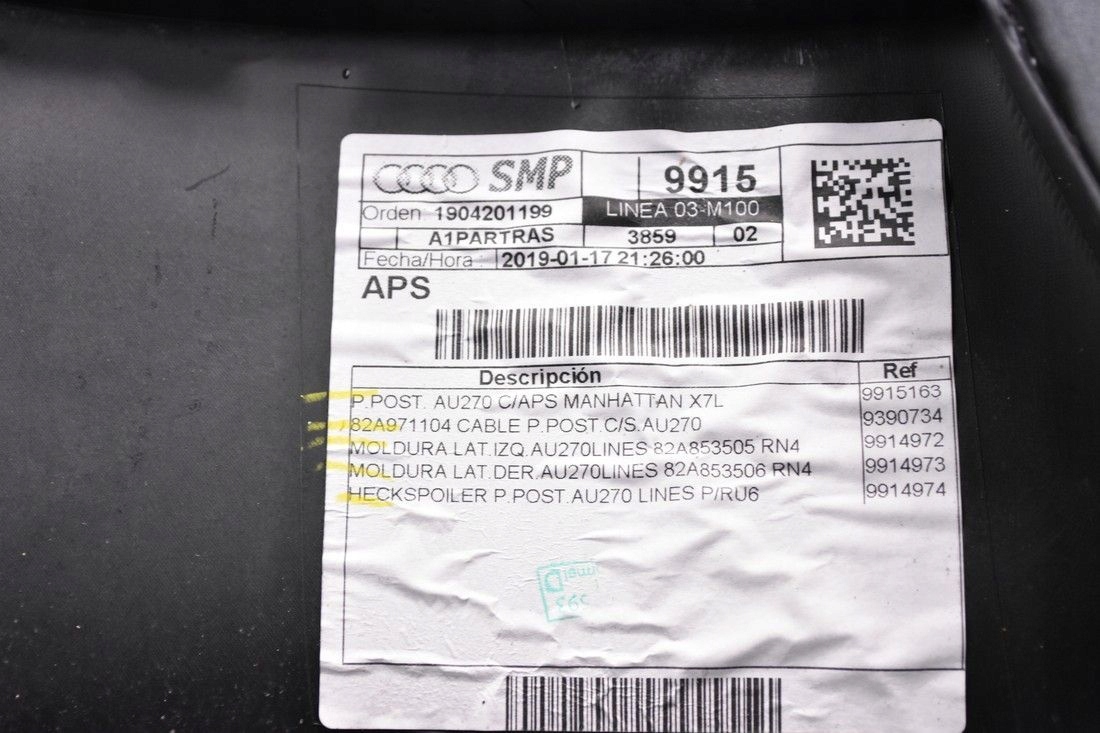 SMP 9915
Orden 1904201199 LINEA 03-M100
A1PARTRAS 3859 02
Fecha/Hora : 2019-01-17 21:26:00
APS
Descripción Ref
P.POST. AU270 C/APS MANHATTAN X7L 9915163
82A971104 CABLE P.POST.C/S.AU270 9390734
MOLDURA LAT.IZQ.AU270LINES 82A853505 RN4 9914972
MOLDURA LAT.DER.AU270LINES 82A853506 RN4 9914973
HECKSPOILER P.POST.AU270 LINES P/RU6 9914974